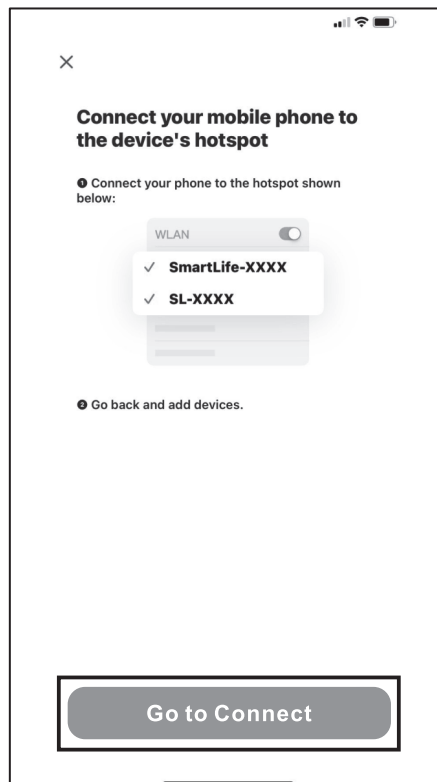 Connect your mobile phone to
the device's hotspot
❶ Connect your phone to the hotspot shown
below:
WLAN
✓ SmartLife-XXXX
✓ SL-XXXX
❷ Go back and add devices.
Go to Connect